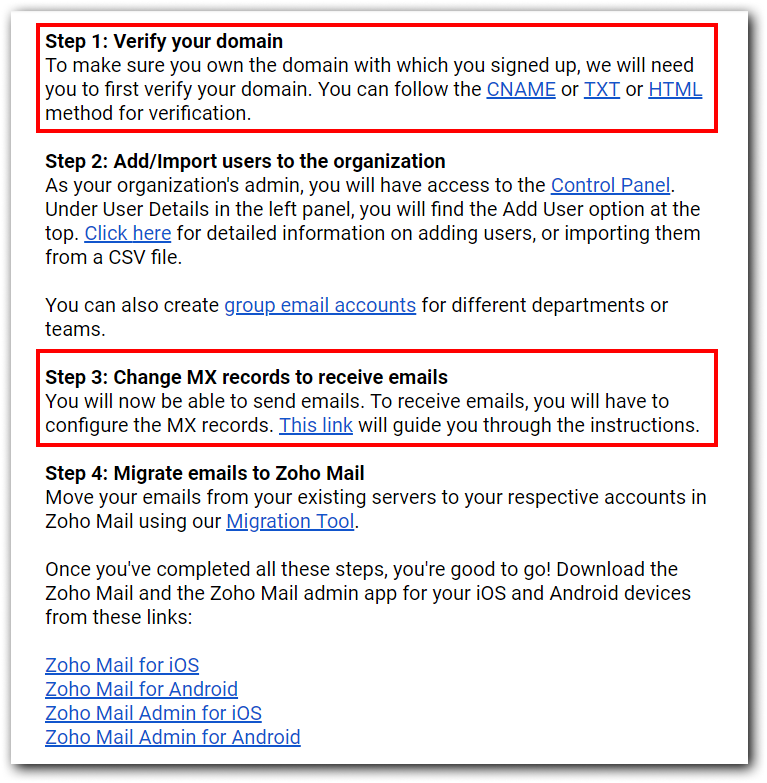 Step 1: Verify your domain
To make sure you own the domain with which you signed up, we will need
you to first verify your domain. You can follow the CNAME or TXT or HTML
method for verification.
Step 2: Add/Import users to the organization
As your organization's admin, you will have access to the Control Panel.
Under User Details in the left panel, you will find the Add User option at the
top. Click here for detailed information on adding users, or importing them
from a CSV file.
You can also create group email accounts for different departments or
teams.
Step 3: Change MX records to receive emails
You will now be able to send emails. To receive emails, you will have to
configure the MX records. This link will guide you through the instructions.
Step 4: Migrate emails to Zoho Mail
Move your emails from your existing servers to your respective accounts in
Zoho Mail using our Migration Tool.
Once you've completed all these steps, you're good to go! Download the
Zoho Mail and the Zoho Mail admin app for your iOS and Android devices
from these links:
Zoho Mail for iOS
Zoho Mail for Android
Zoho Mail Admin for iOS
Zoho Mail Admin for Android